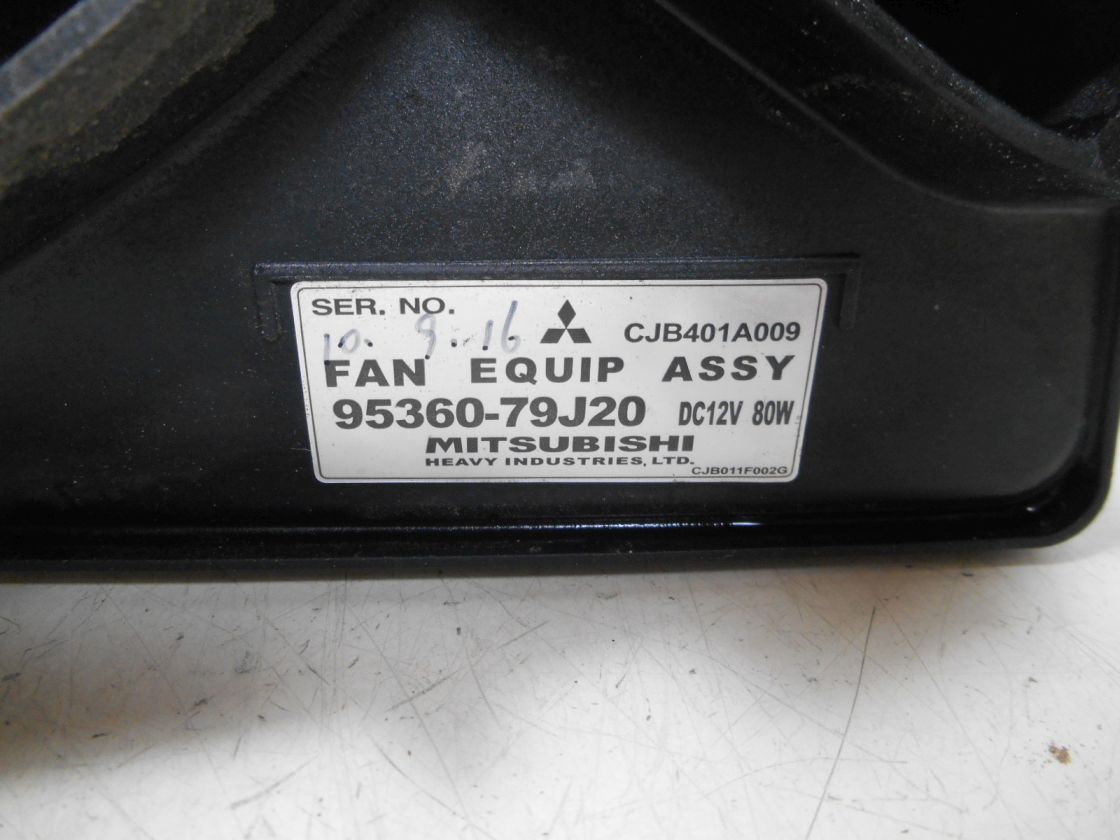 SER. NO.
10. 9. 16
CJB401A009
FAN EQUIP ASSY
95360-79J20 DC12V 80W
MITSUBISHI
HEAVY INDUSTRIES, LTD.
CJB011F002G